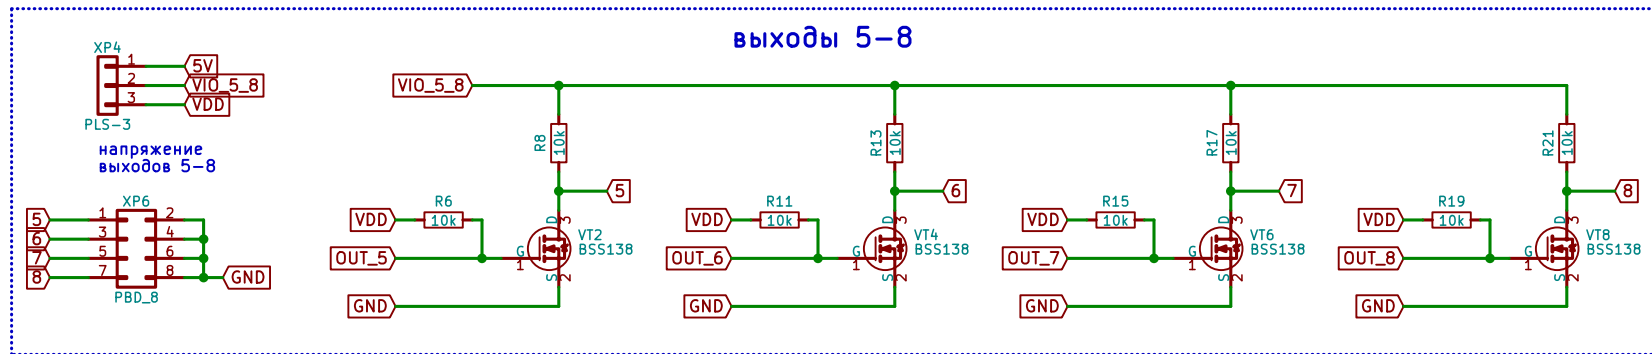 выходы 5-8
XP4
1
5V
2
VIO_5_8
3
VDD
PLS-3
напряжение
выходов 5-8
XP6
5
1
2
6
3
4
7
5
6
8
7
8
GND
PBD_8
VIO_5_8
R8
10k
5
R6
VDD
10k
OUT_5
G
1
D
3
S
2
VT2
BSS138
GND
R13
10k
6
R11
VDD
10k
OUT_6
G
1
D
3
S
2
VT4
BSS138
GND
R17
10k
7
R15
VDD
10k
OUT_7
G
1
D
3
S
2
VT6
BSS138
GND
R21
10k
8
R19
VDD
10k
OUT_8
G
1
D
3
S
2
VT8
BSS138
GND